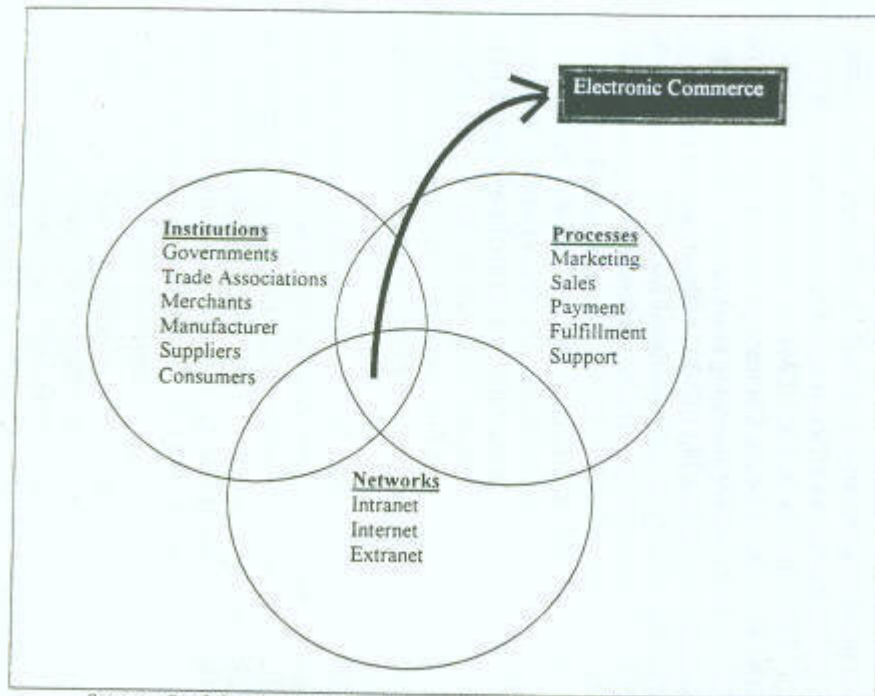 Electronic Commerce
Institutions
Governments
Trade Associations
Merchants
Manufacturer
Suppliers
Consumers
Processes
Marketing
Sales
Payment
Fulfillment
Support
Networks
Intranet
Internet
Extranet